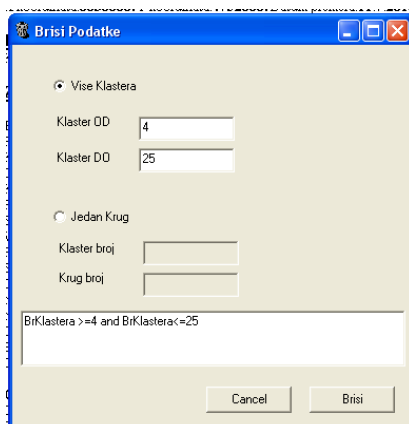 Brisi Podatke
Vise Klastera
Klaster OD 4
Klaster DO 25
Jedan Krug
Klaster broj
Krug broj
BrKlastera >=4 and BrKlastera<=25
Cancel Brisi